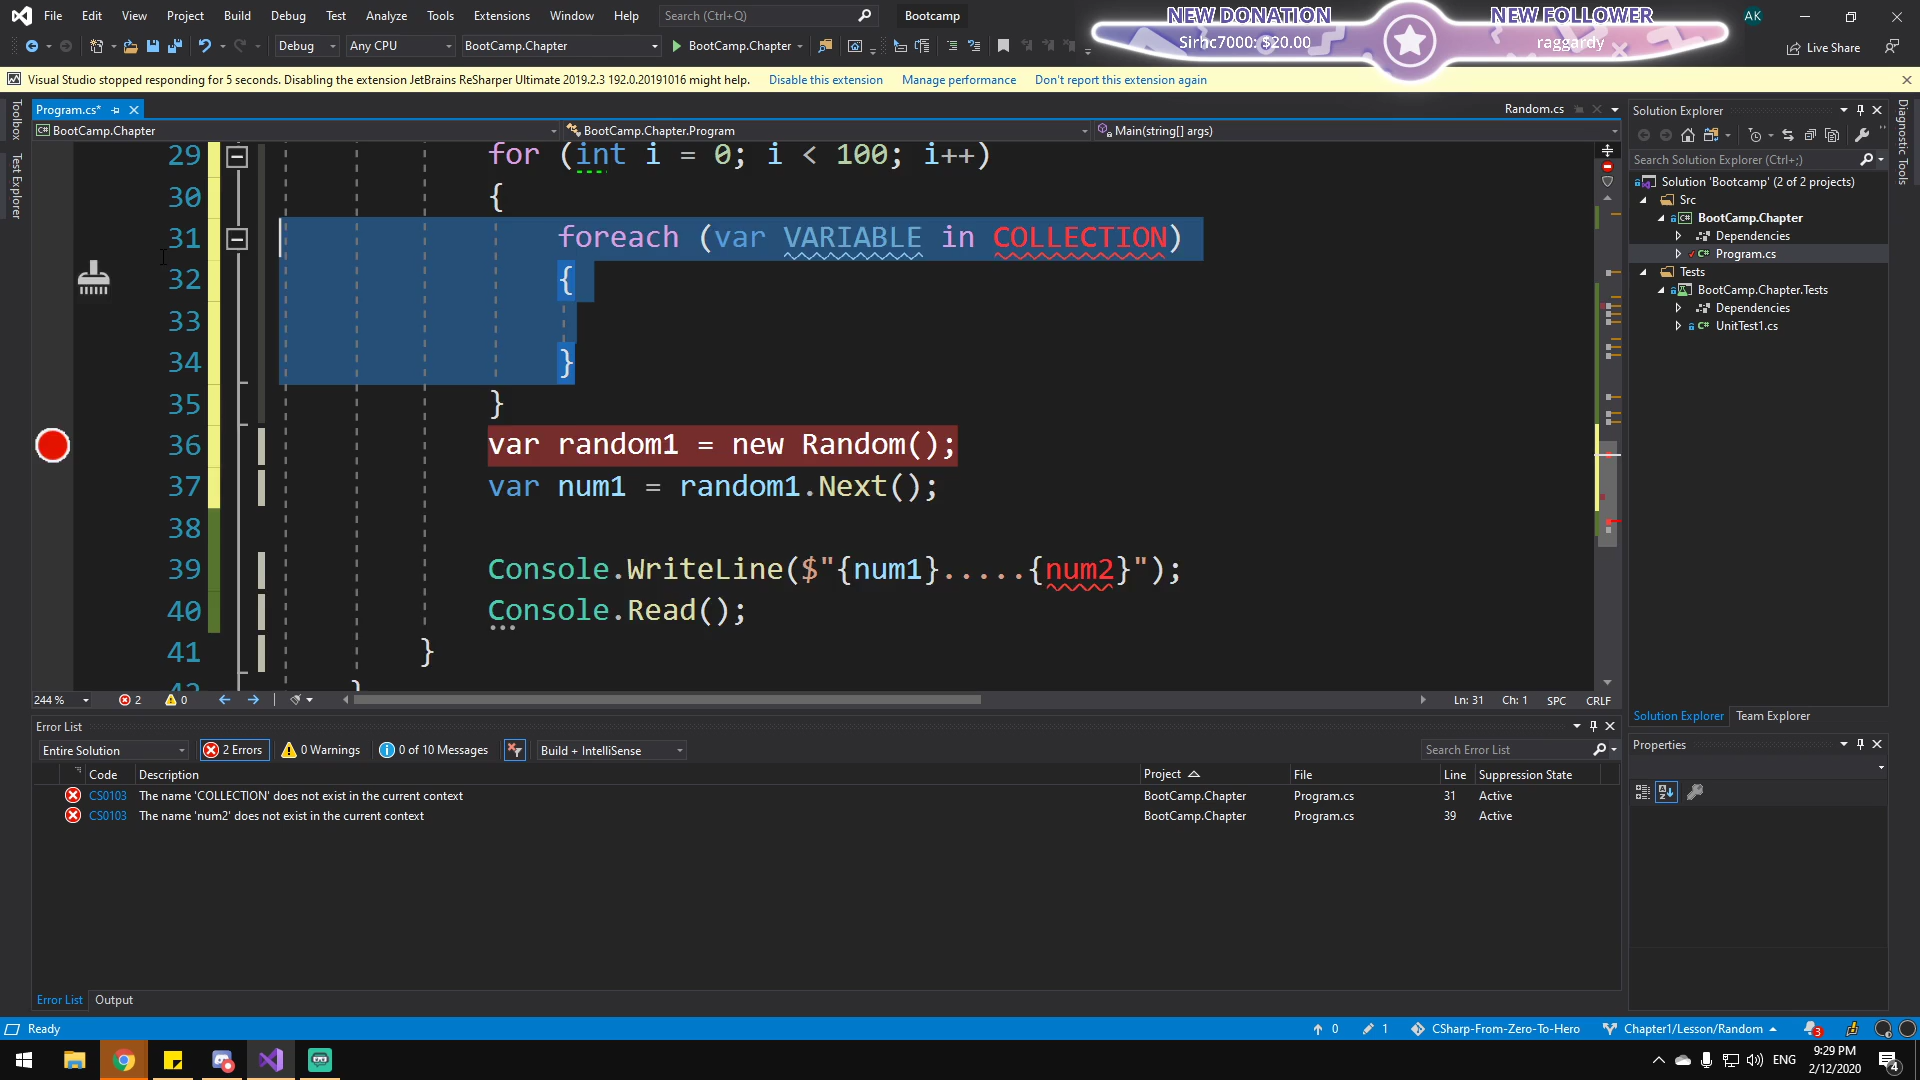 File Edit View Project Build Debug Test Analyze Tools Extensions Window Help Search (Ctrl+Q) Bootcamp
NEW DONATION
Sirhc7000: $20.00
NEW FOLLOWER
raggardy
AK
Debug Any CPU BootCamp.Chapter BootCamp.Chapter Live Share
Visual Studio stopped responding for 5 seconds. Disabling the extension JetBrains ReSharper Ultimate 2019.2.3 192.0.20191016 might help. Disable this extension Manage performance Don't report this extension again
Toolbox
Test Explorer
Program.cs* Random.cs
BootCamp.Chapter BootCamp.Chapter.Program Main(string[] args)
29 for (int i = 0; i < 100; i++)
30 {
31 foreach (var VARIABLE in COLLECTION)
32 {
33
34 }
35 }
36 var random1 = new Random();
37 var num1 = random1.Next();
38
39 Console.WriteLine($"{num1}.....{num2}");
40 Console.Read();
41 }
244 % 2 0 Ln: 31 Ch: 1 SPC CRLF
Error List
Entire Solution 2 Errors 0 Warnings 0 of 10 Messages Build + IntelliSense Search Error List
Code Description Project File Line Suppression State
CS0103 The name 'COLLECTION' does not exist in the current context BootCamp.Chapter Program.cs 31 Active
CS0103 The name 'num2' does not exist in the current context BootCamp.Chapter Program.cs 39 Active
Error List Output
Solution Explorer
Search Solution Explorer (Ctrl+;)
Solution 'Bootcamp' (2 of 2 projects)
Src
BootCamp.Chapter
Dependencies
Program.cs
Tests
BootCamp.Chapter.Tests
Dependencies
UnitTest1.cs
Solution Explorer Team Explorer
Properties
Diagnostic Tools
Ready 0 1 CSharp-From-Zero-To-Hero Chapter1/Lesson/Random 3
ENG 9:29 PM
2/12/2020 4